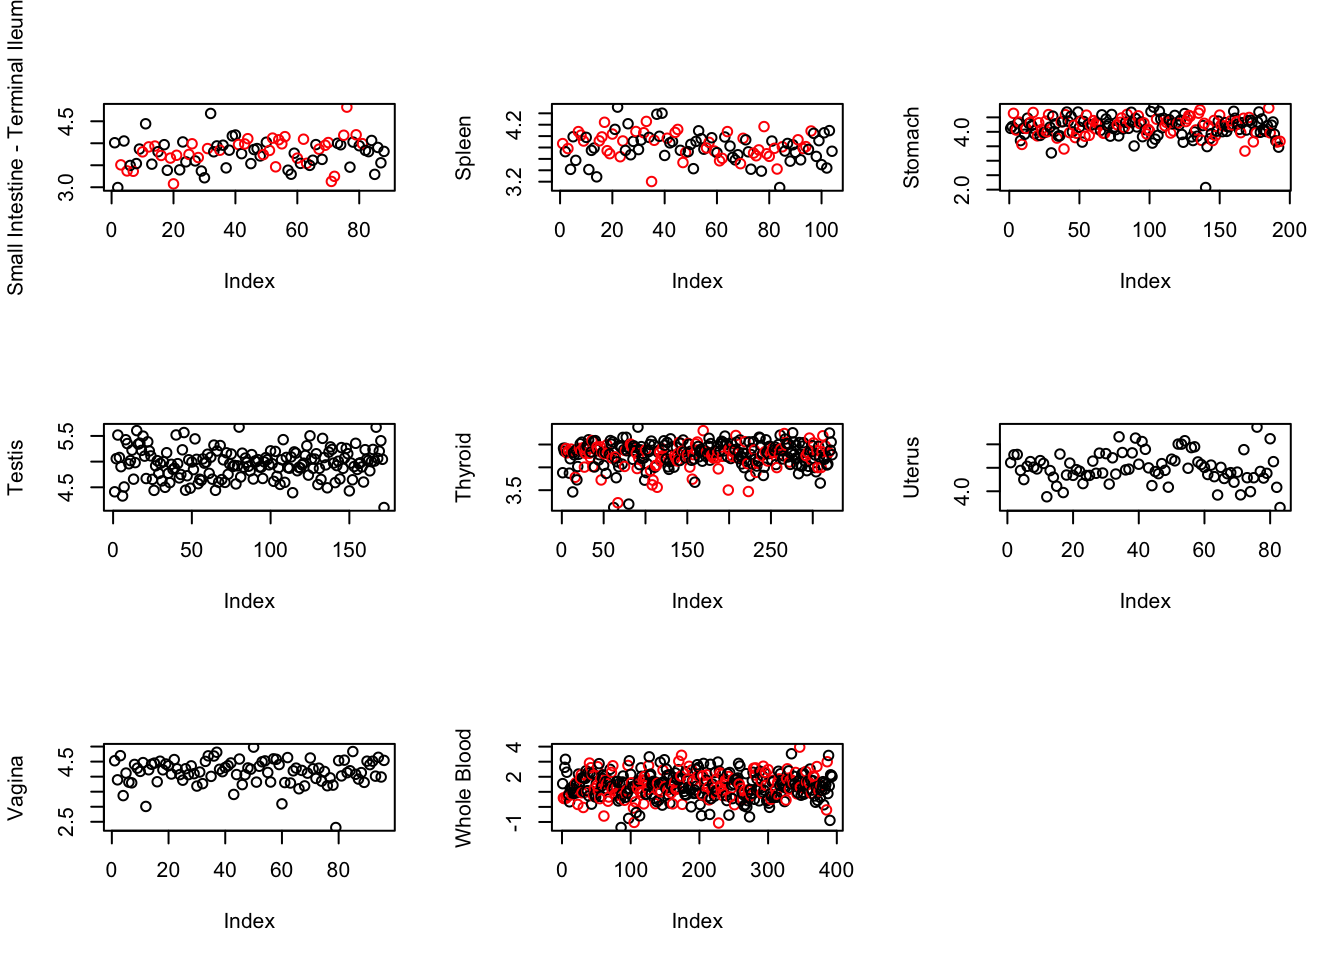 Small Intestine - Terminal Ileum
3.0 4.5
0 20 40 60 80
Index
Spleen
3.2 4.2
0 20 40 60 80 100
Index
Stomach
2.0 4.0
0 50 100 150 200
Index
Testis
4.5 5.5
0 50 100 150
Index
Thyroid
3.5
0 50 150 250
Index
Uterus
4.0
0 20 40 60 80
Index
Vagina
2.5 4.5
0 20 40 60 80
Index
Whole Blood
-1 2 4
0 100 200 300 400
Index